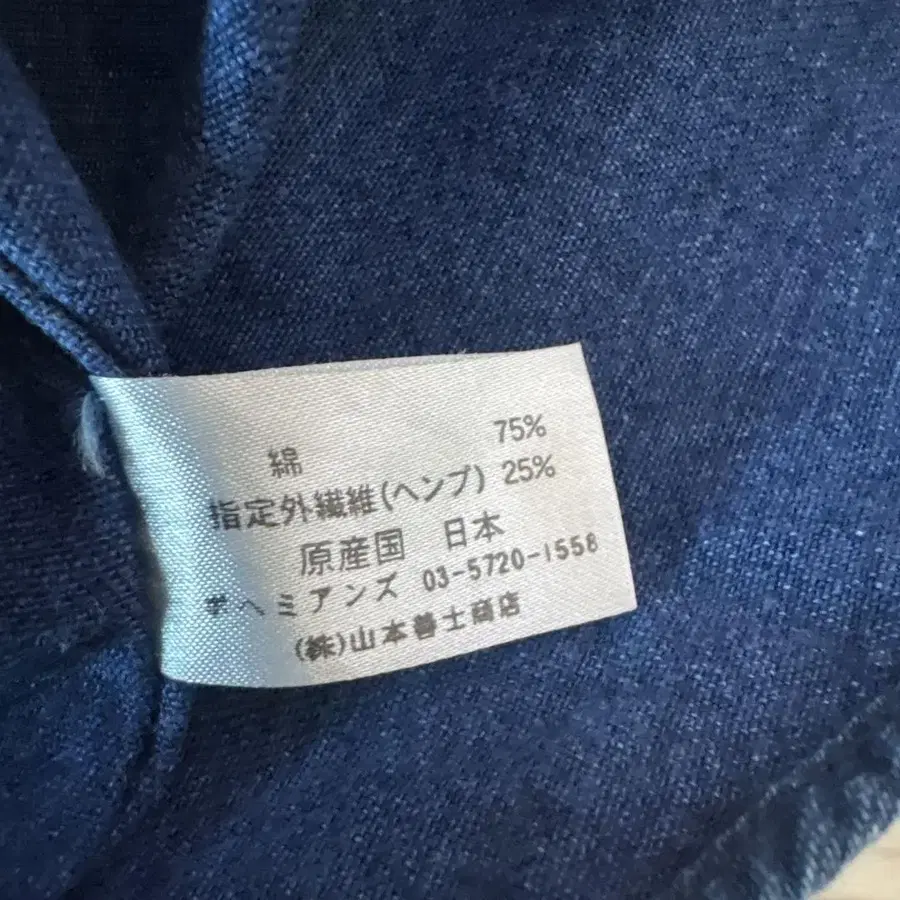 綿 75%
指定外繊維(ヘンプ) 25%
原産国 日本
ボヘミアンズ 03-5720-1558
(株)山本善士商店